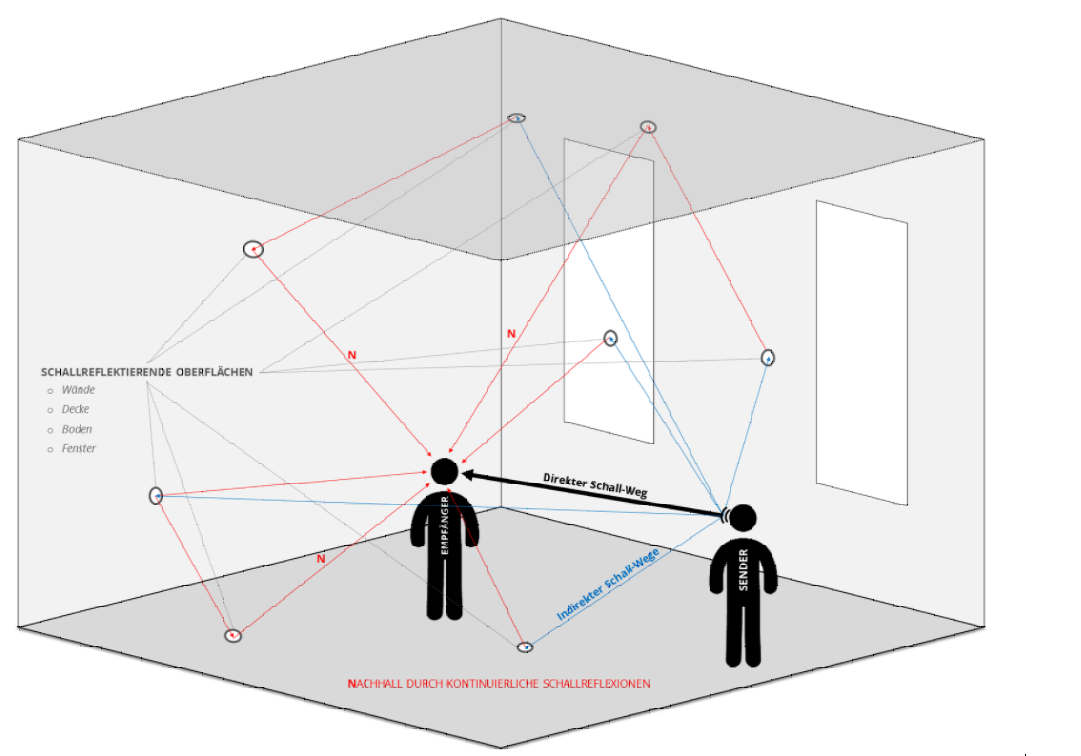 N
N
SCHALLREFLEKTIERENDE OBERFLÄCHEN
Wände
Decke
Boden
Fenster
Direkter Schall-Weg
EMPFÄNGER
SENDER
N
Indirekter Schall-Wege
NACHHALL DURCH KONTINUIERLICHE SCHALLREFLEXIONEN